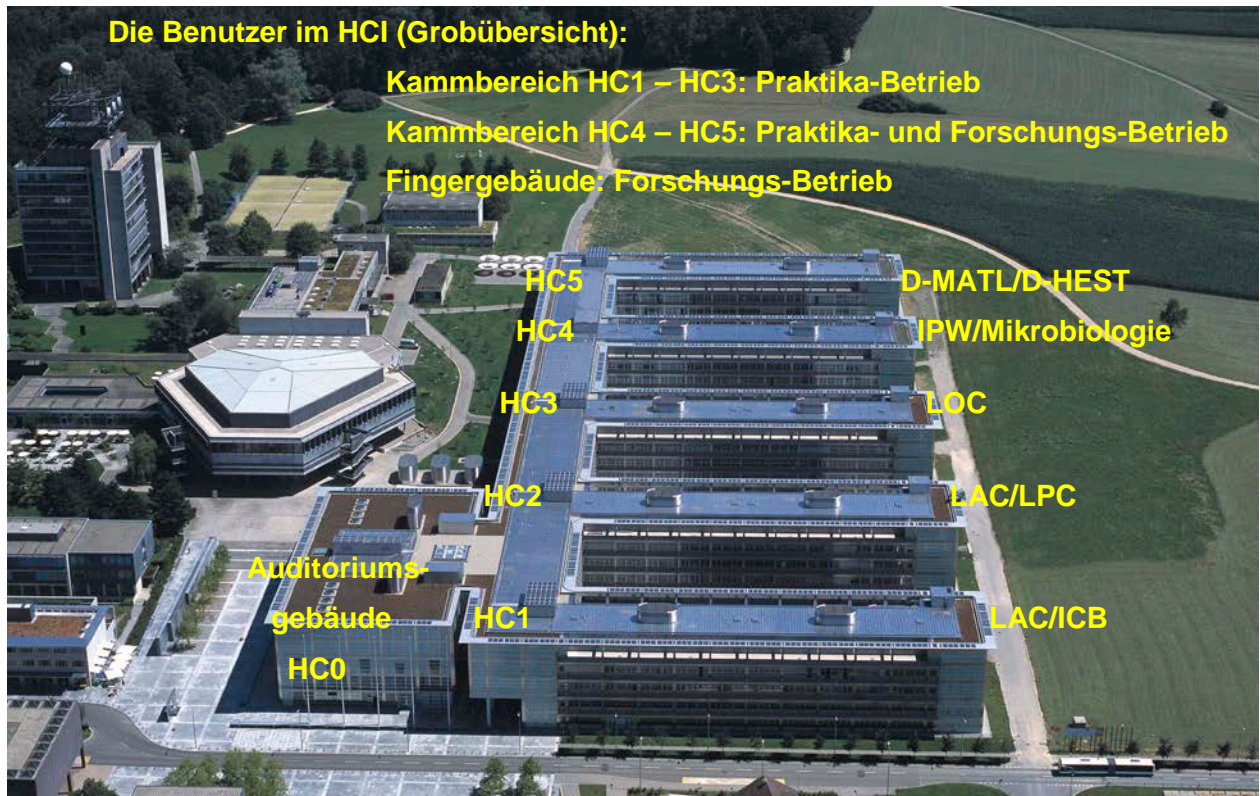 Die Benutzer im HCI (Grobübersicht):
Kammbereich HC1 – HC3: Praktika-Betrieb
Kammbereich HC4 – HC5: Praktika- und Forschungs-Betrieb
Fingergebäude: Forschungs-Betrieb
HC5 D-MATL/D-HEST
HC4 IPW/Mikrobiologie
HC3 LOC
HC2 LAC/LPC
Auditoriums-
gebäude HC1 LAC/ICB
HC0